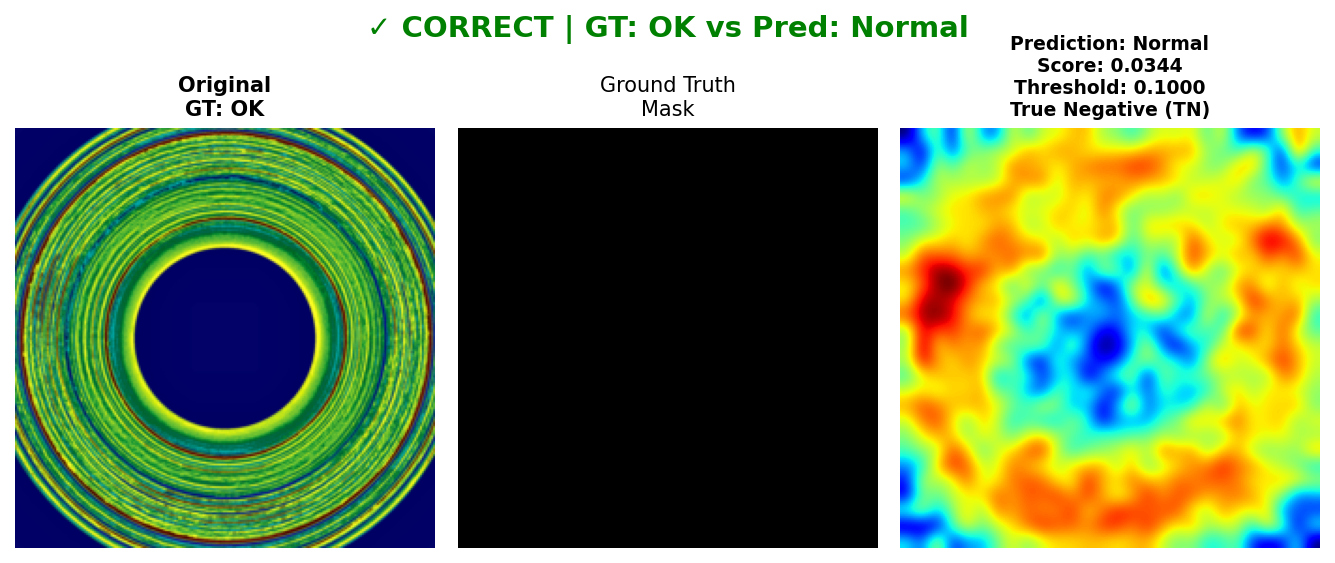 ✓ CORRECT | GT: OK vs Pred: Normal
Original
GT: OK
Ground Truth
Mask
Prediction: Normal
Score: 0.0344
Threshold: 0.1000
True Negative (TN)